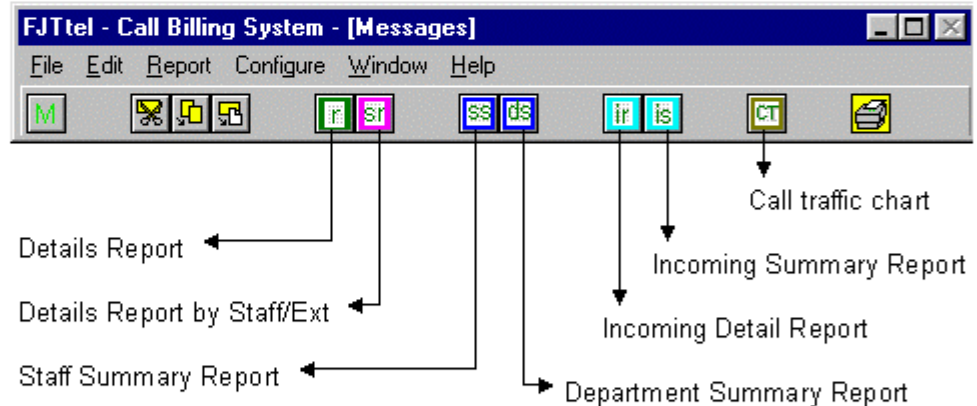 FJTtel - Call Billing System - [Messages]
File Edit Report Configure Window Help
M r sr ss ds ir is CT
Call traffic chart
Details Report
Incoming Summary Report
Details Report by Staff/Ext
Incoming Detail Report
Staff Summary Report
Department Summary Report